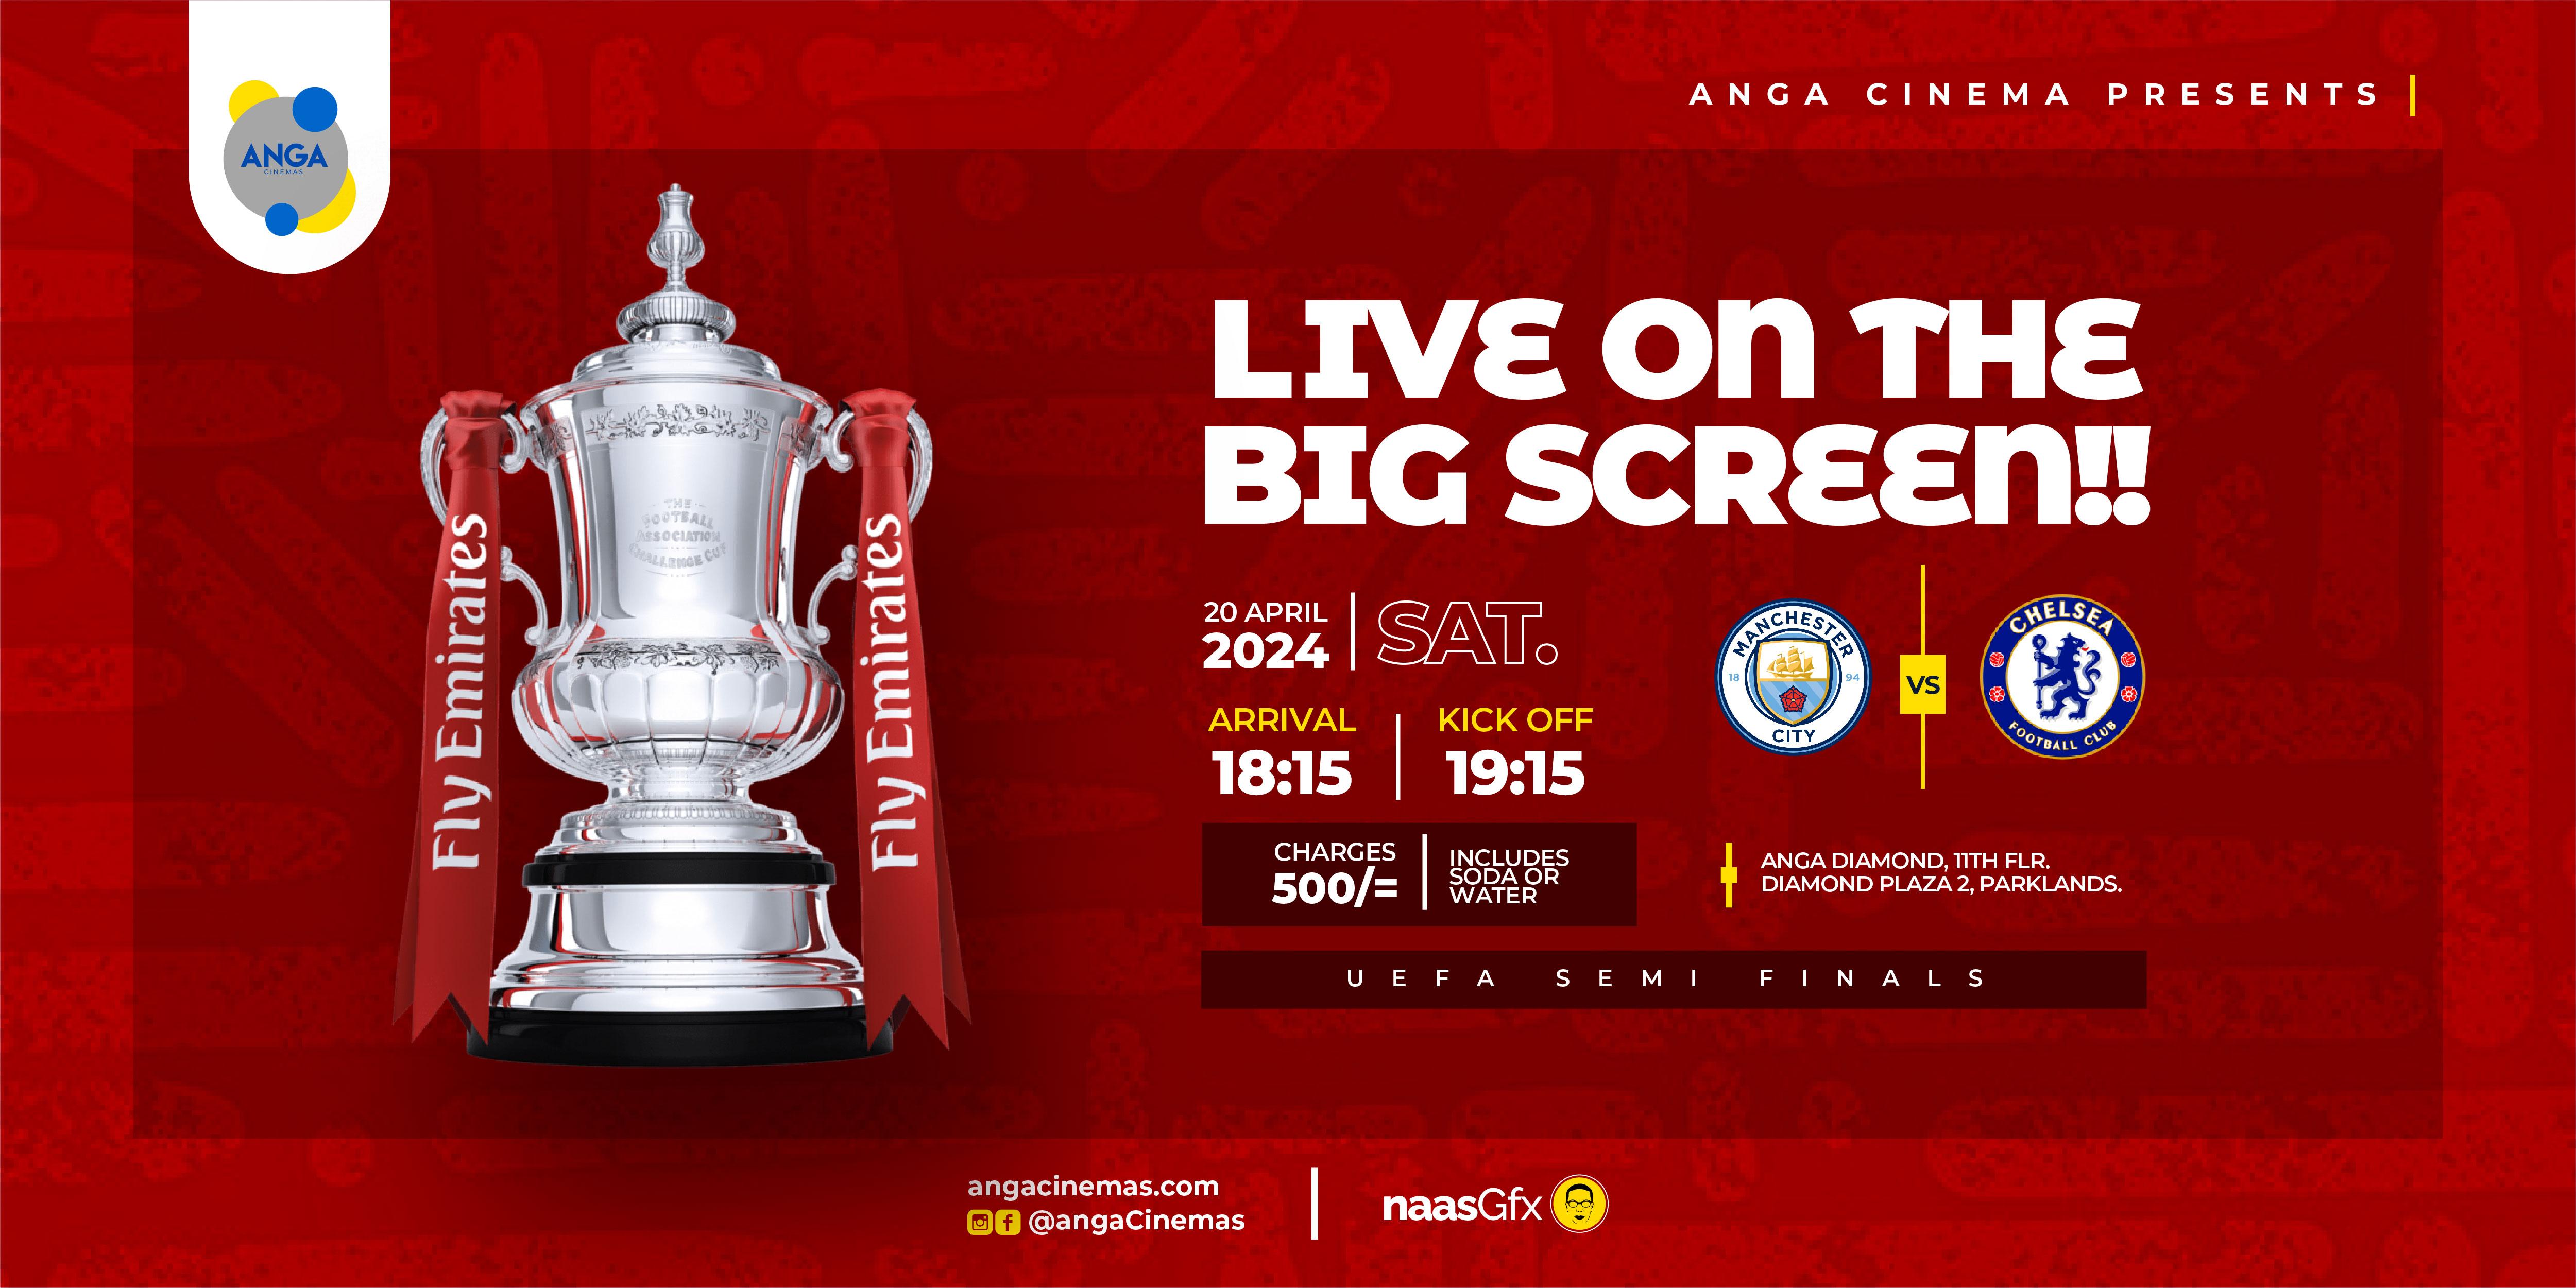 ANGA
CINEMAS
ANGA CINEMA PRESENTS
LIVE ON THE
BIG SCREEN!!
THE
FOOTBALL
ASSOCIATION
CHALLENGE CUP
Fly Emirates
Fly Emirates
20 APRIL
2024
SAT.
ARRIVAL
18:15
KICK OFF
19:15
MANCHESTER
18 94
CITY
VS
CHELSEA
FOOTBALL CLUB
CHARGES
500/=
INCLUDES
SODA OR
WATER
ANGA DIAMOND, 11TH FLR.
DIAMOND PLAZA 2, PARKLANDS.
UEFA SEMI FINALS
angacinemas.com
@angaCinemas
naasGfx